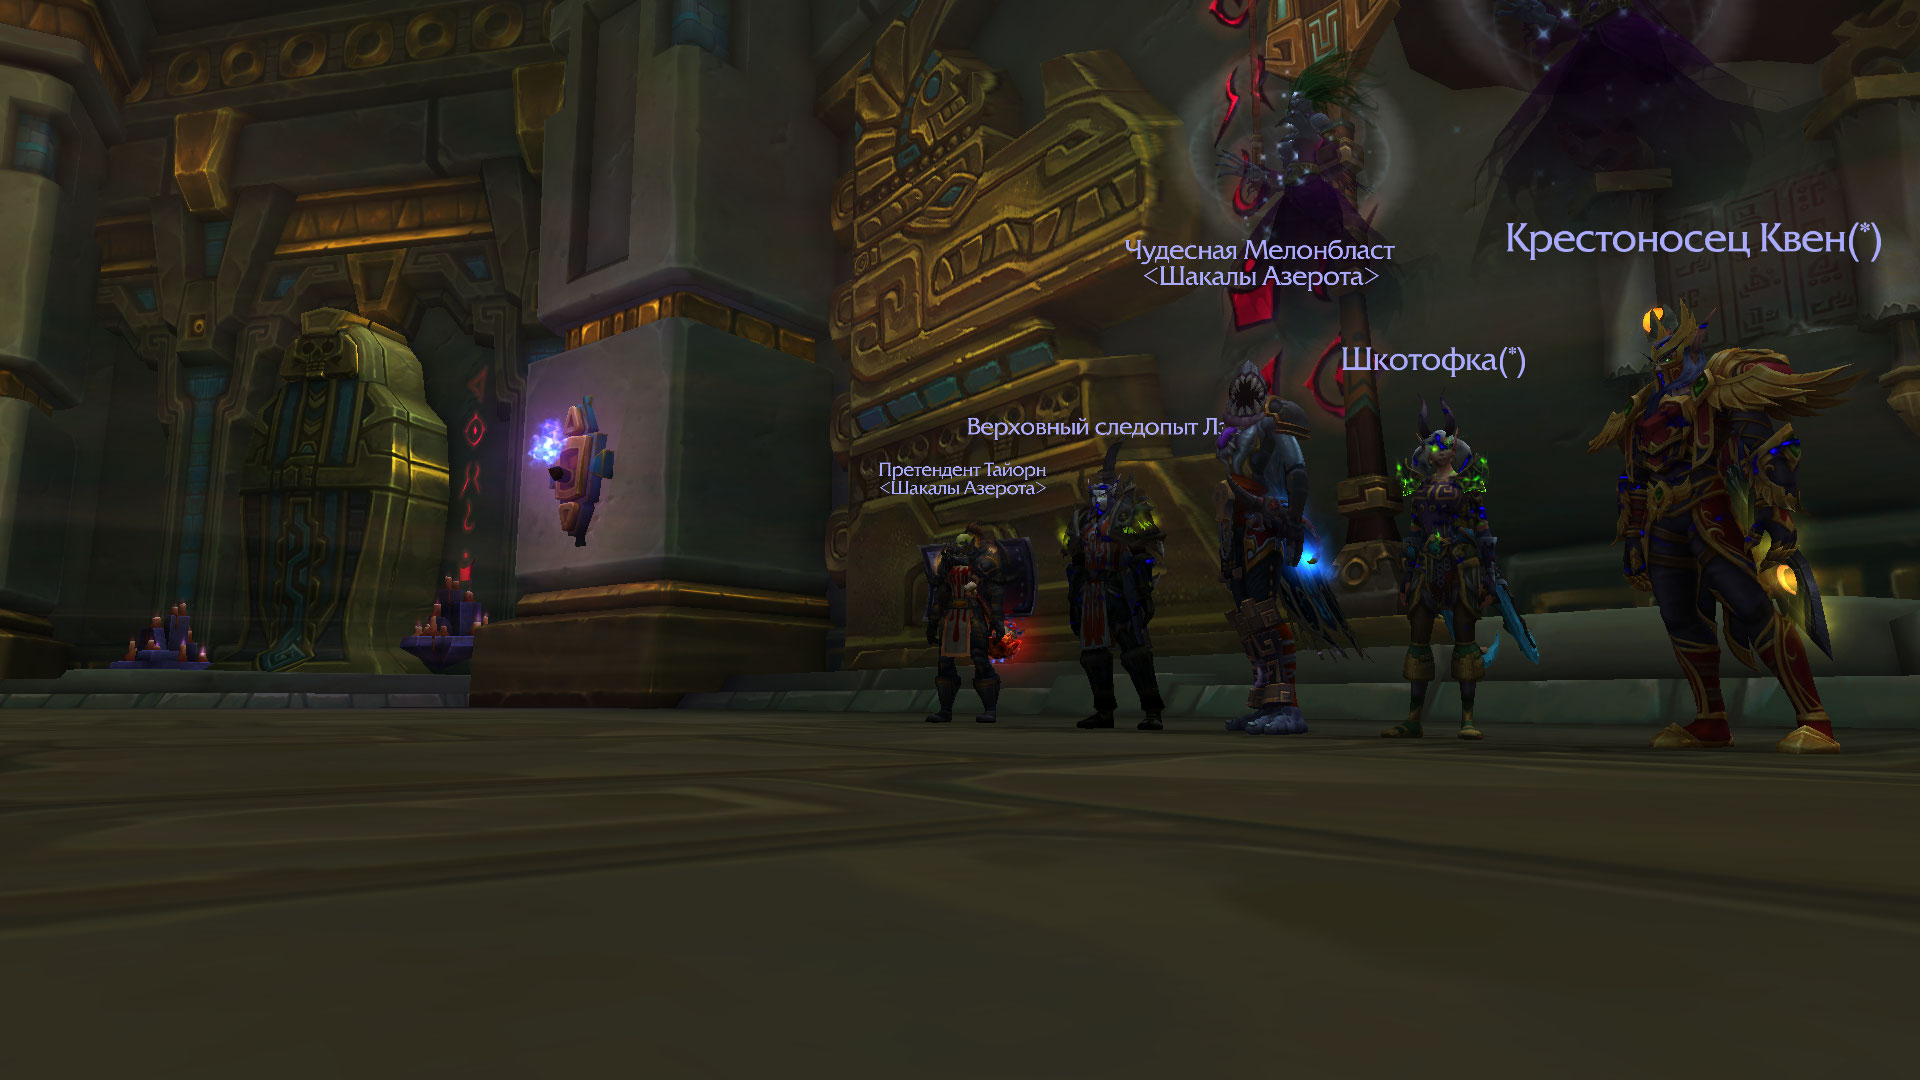 Чудесная Мелонбласт
<Шакалы Азерота>
Крестоносец Квен(*)
Шкотофка(*)
Верховный следопыт
Претендент Тайорн
<Шакалы Азерота>